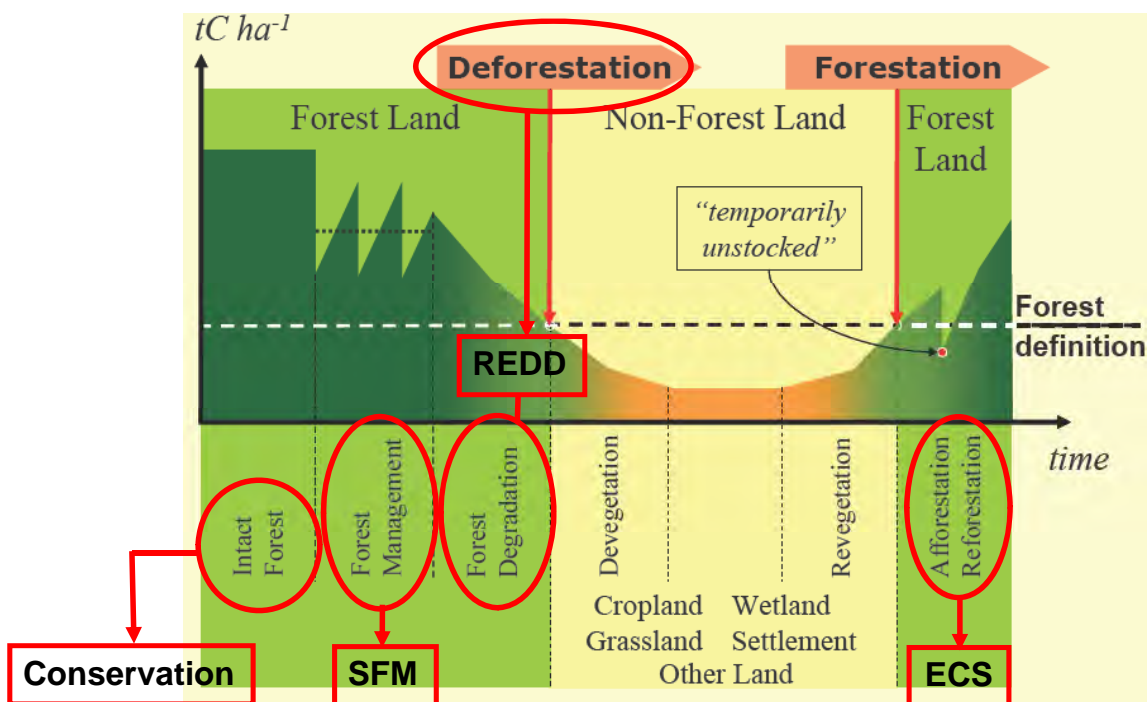 tC ha⁻¹
Deforestation
Forestation
Forest Land
Non-Forest Land
Forest
Land
"temporarily
unstocked"
Forest
definition
REDD
time
Intact
Forest
Forest
Management
Forest
Degradation
Devegetation
Revegetation
Afforestation
Reforestation
Cropland
Wetland
Grassland
Settlement
Other Land
Conservation
SFM
ECS